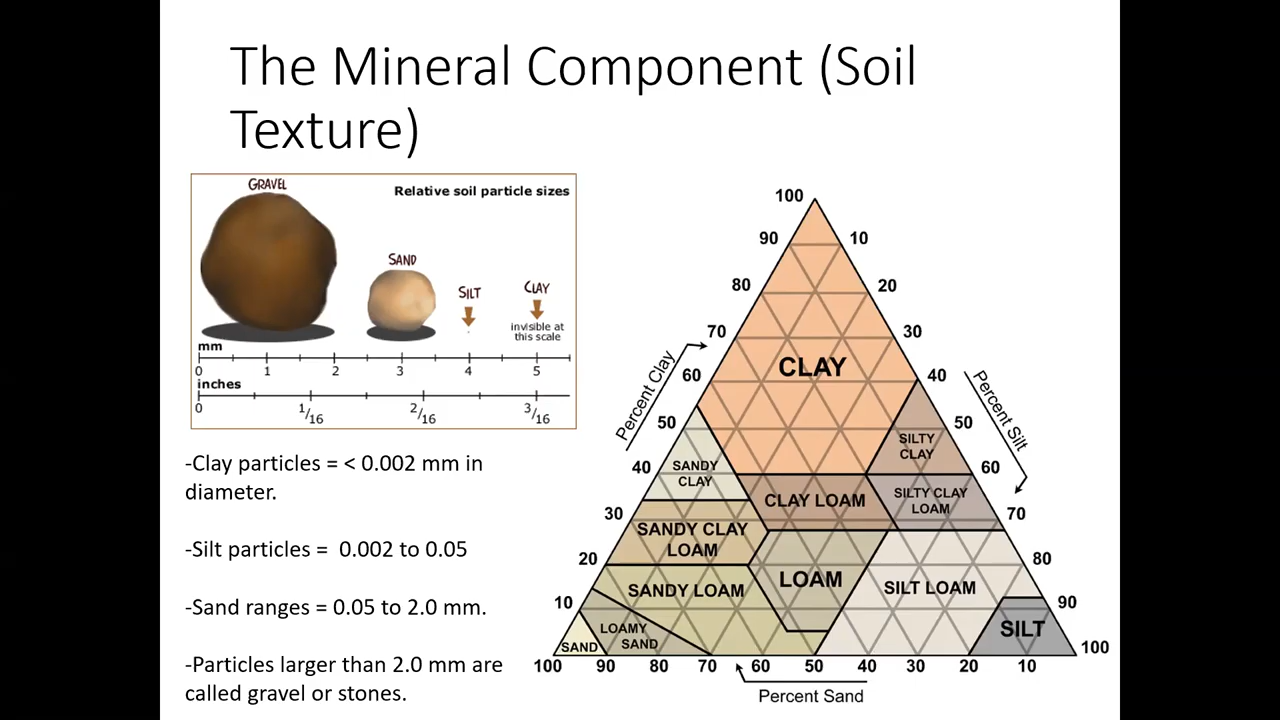 The Mineral Component (Soil
Texture)
GRAVEL
Relative soil particle sizes
SAND
SILT
CLAY
invisible at
this scale
mm
0 1 2 3 4 5
inches
0 1/16 2/16 3/16
-Clay particles = < 0.002 mm in
diameter.
-Silt particles =  0.002 to 0.05
-Sand ranges = 0.05 to 2.0 mm.
-Particles larger than 2.0 mm are
called gravel or stones.
100
90 10
80 20
70 30
60 40
50 50
40 60
30 70
20 80
10 90
100
Percent Clay
Percent Silt
CLAY
SILTY
CLAY
SANDY
CLAY
CLAY LOAM
SILTY CLAY
LOAM
SANDY CLAY
LOAM
LOAM
SANDY LOAM
SILT LOAM
SILT
LOAMY
SAND
SAND
100 90 80 70 60 50 40 30 20 10
Percent Sand